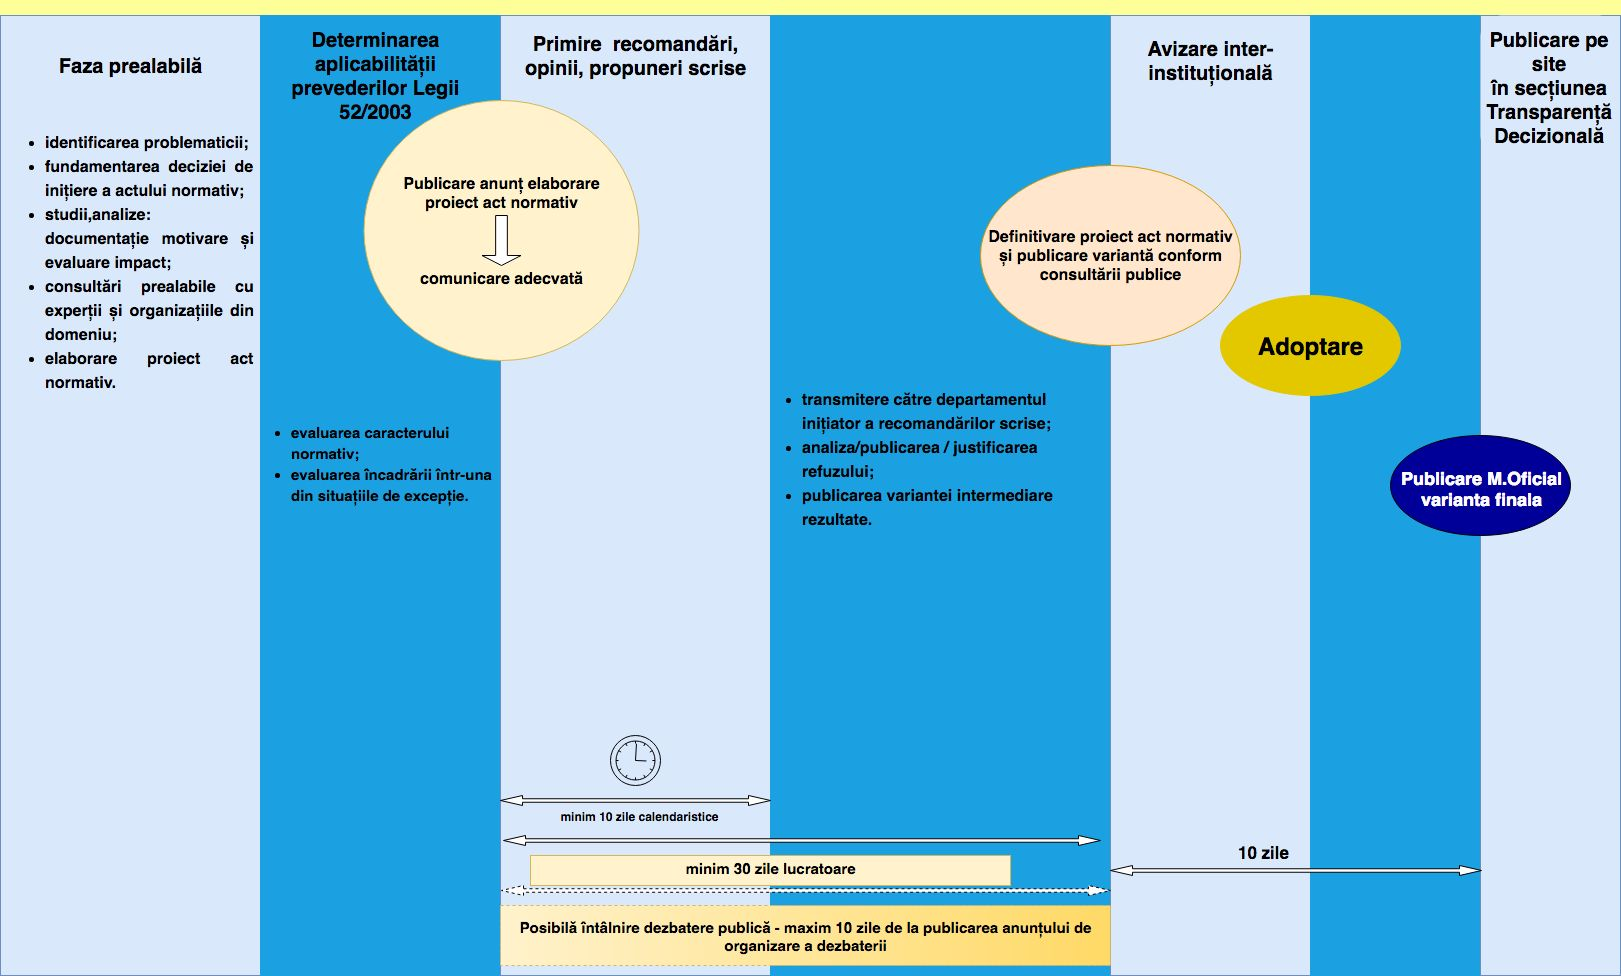 Faza prealabilă
identificarea problematicii;
fundamentarea deciziei de
inițiere a actului normativ;
studii,analize:
documentație motivare și
evaluare impact;
consultări prealabile cu
experții și organizațiile din
domeniu;
elaborare proiect act
normativ.
Determinarea
aplicabilității
prevederilor Legii
52/2003
Publicare anunț elaborare
proiect act normativ
comunicare adecvată
evaluarea caracterului
normativ;
evaluarea încadrării într-una
din situațiile de excepție.
Primire recomandări,
opinii, propuneri scrise
transmitere către departamentul
inițiator a recomandărilor scrise;
analiza/publicarea / justificarea
refuzului;
publicarea variantei intermediare
rezultate.
Avizare inter-
instituțională
Definitivare proiect act normativ
și publicare variantă conform
consultării publice
Adoptare
Publicare pe
site
în secțiunea
Transparență
Decizională
Publicare M.Oficial
varianta finala
minim 10 zile calendaristice
minim 30 zile lucratoare
10 zile
Posibilă întâlnire dezbatere publică - maxim 10 zile de la publicarea anunțului de
organizare a dezbaterii